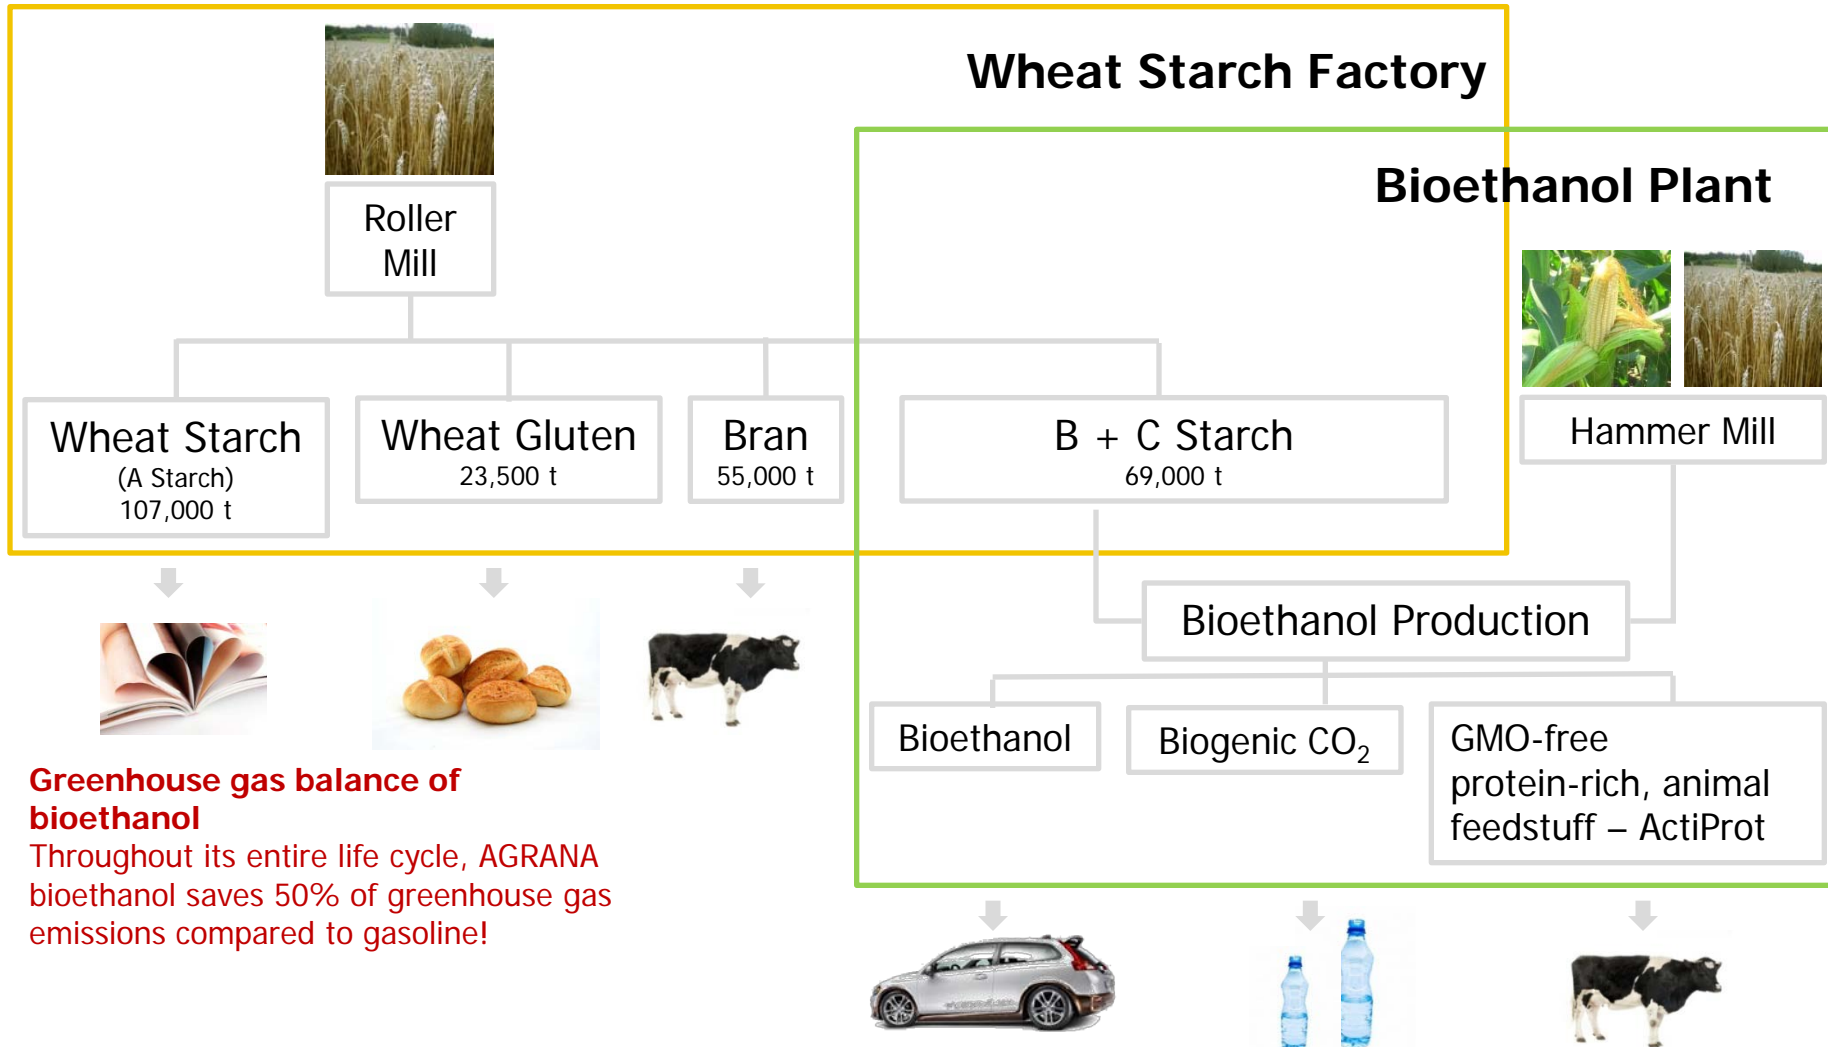 Wheat Starch Factory
Bioethanol Plant
Roller
Mill
Wheat Starch
(A Starch)
107,000 t
Wheat Gluten
23,500 t
Bran
55,000 t
B + C Starch
69,000 t
Hammer Mill
Bioethanol Production
Bioethanol
Biogenic CO₂
GMO-free
protein-rich, animal
feedstuff – ActiProt
Greenhouse gas balance of
bioethanol
Throughout its entire life cycle, AGRANA
bioethanol saves 50% of greenhouse gas
emissions compared to gasoline!